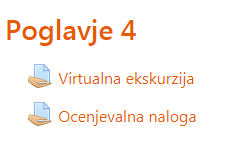 Poglavje 4
Virtualna ekskurzija
Ocenjevalna naloga